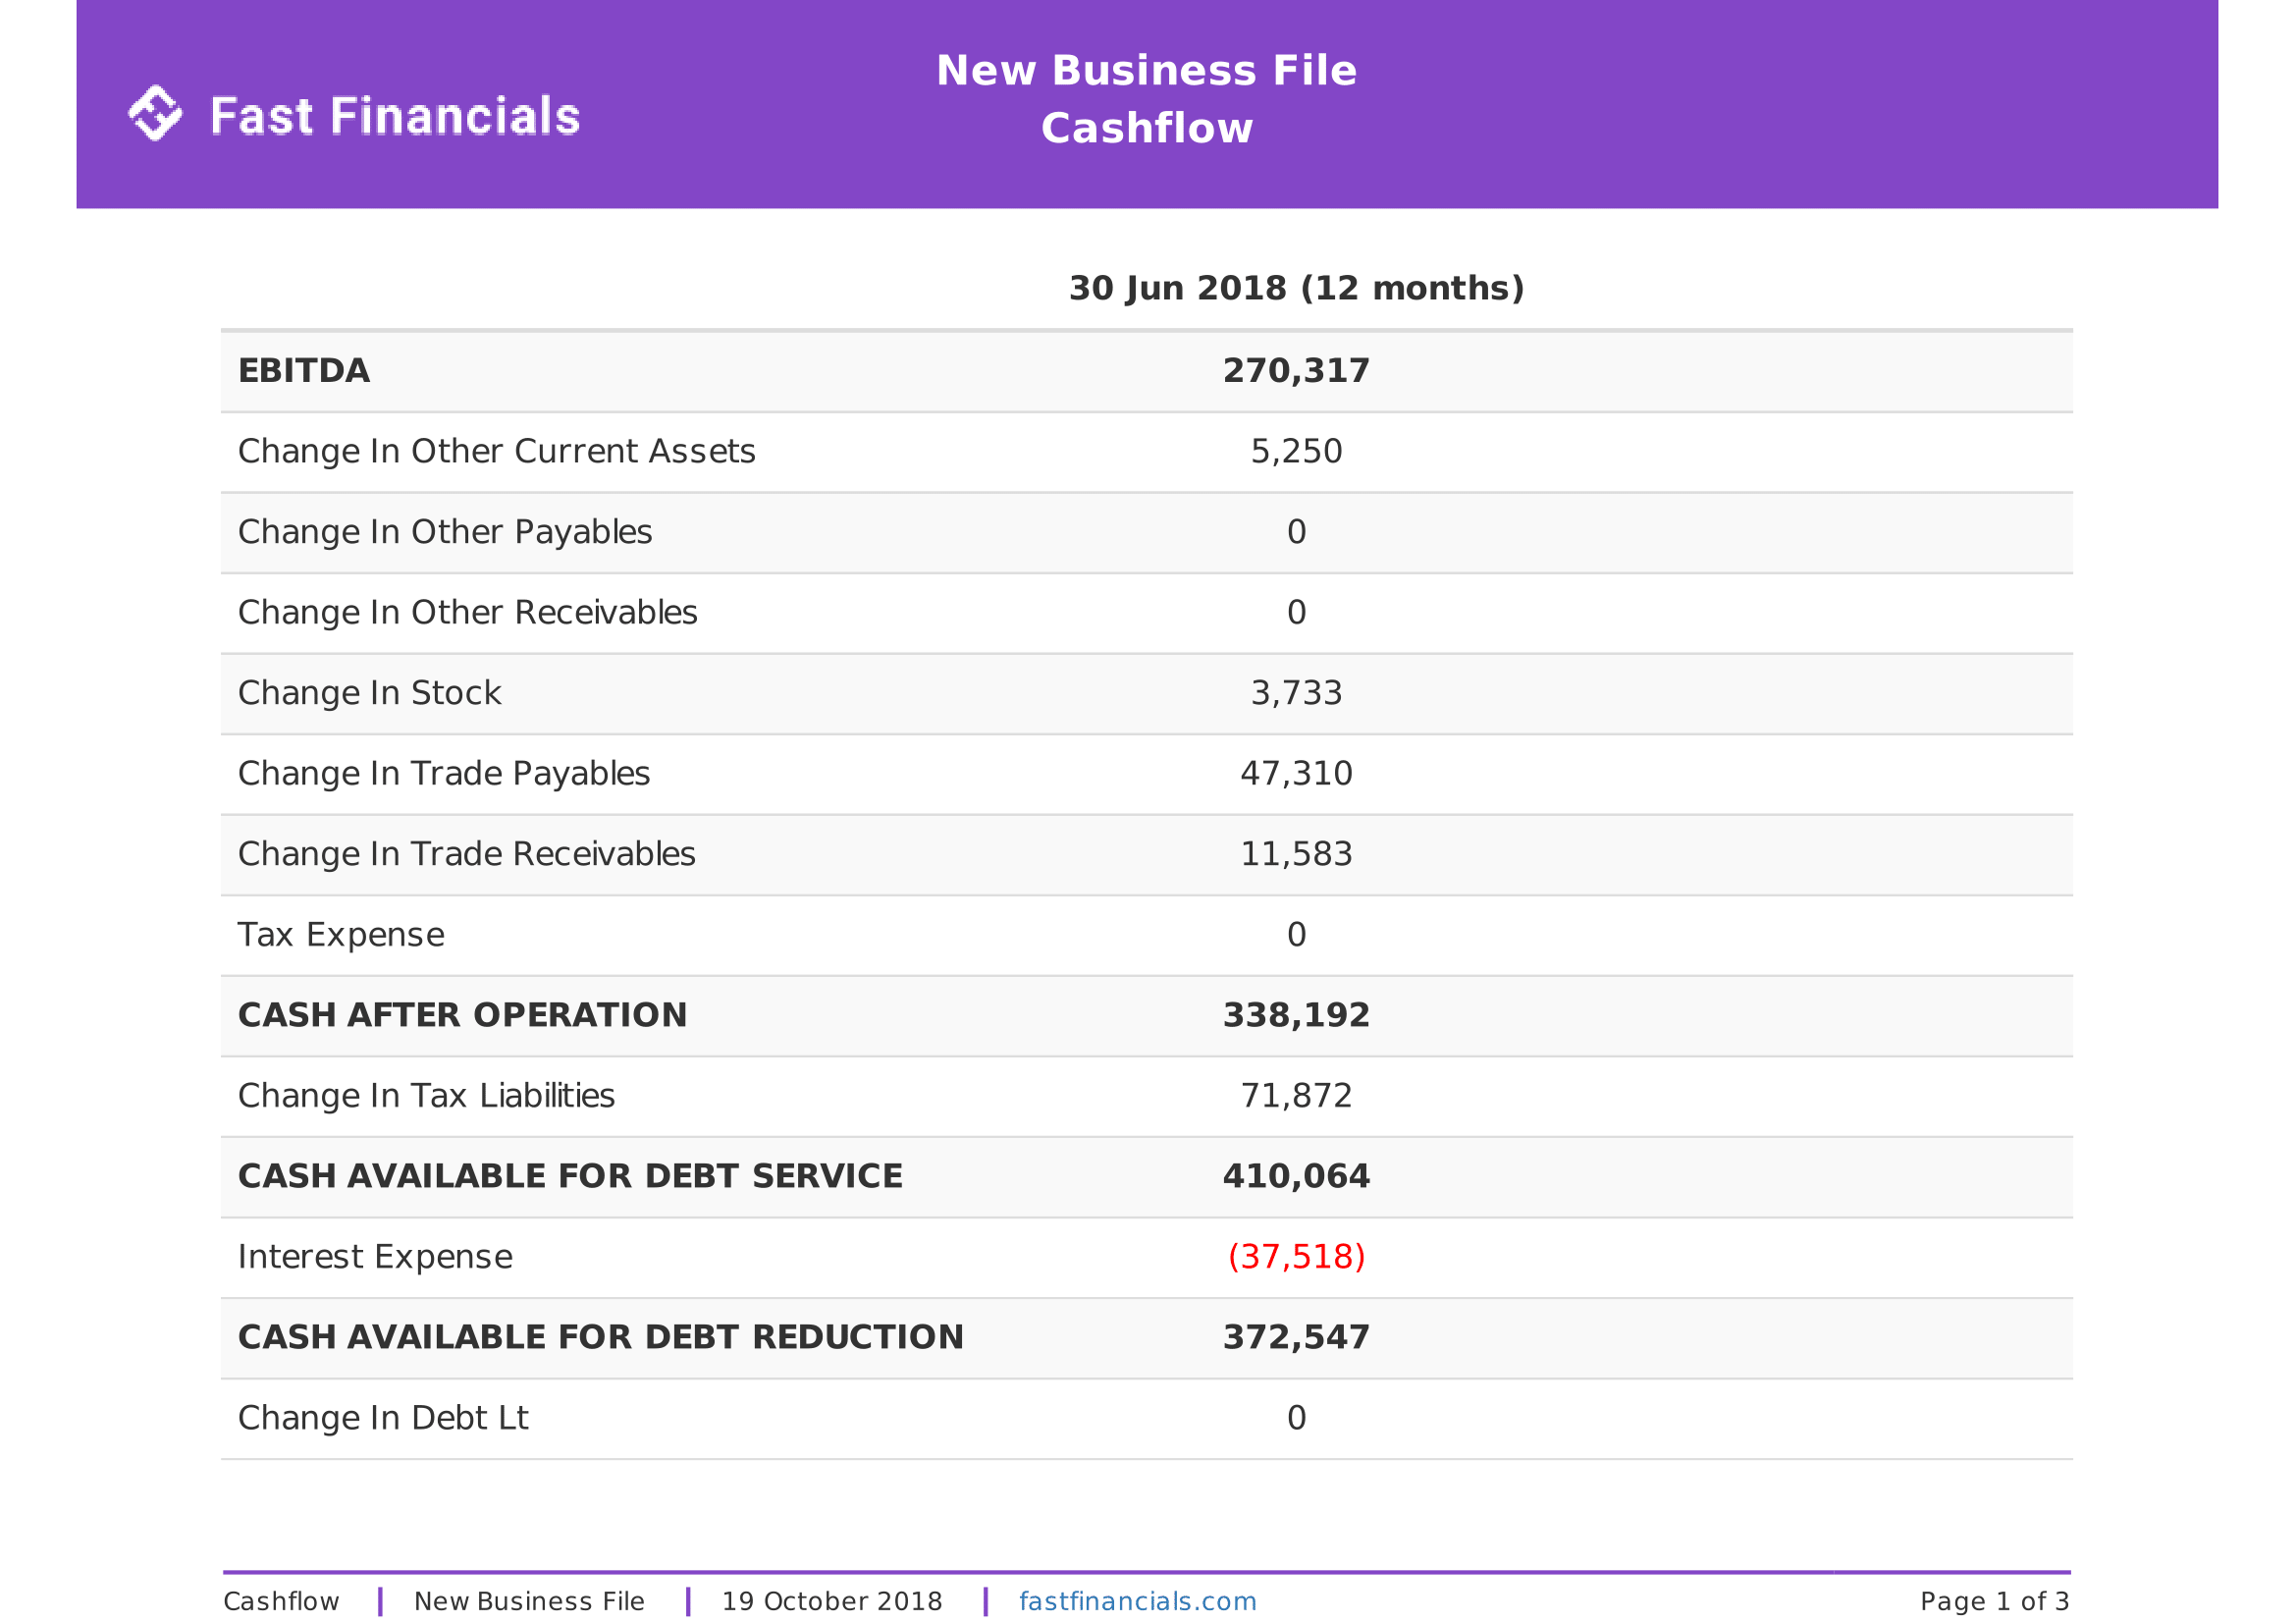 Fast Financials
New Business File
Cashflow
30 Jun 2018 (12 months)
EBITDA 270,317
Change In Other Current Assets 5,250
Change In Other Payables 0
Change In Other Receivables 0
Change In Stock 3,733
Change In Trade Payables 47,310
Change In Trade Receivables 11,583
Tax Expense 0
CASH AFTER OPERATION 338,192
Change In Tax Liabilities 71,872
CASH AVAILABLE FOR DEBT SERVICE 410,064
Interest Expense (37,518)
CASH AVAILABLE FOR DEBT REDUCTION 372,547
Change In Debt Lt 0
Cashflow | New Business File | 19 October 2018 | fastfinancials.com Page 1 of 3